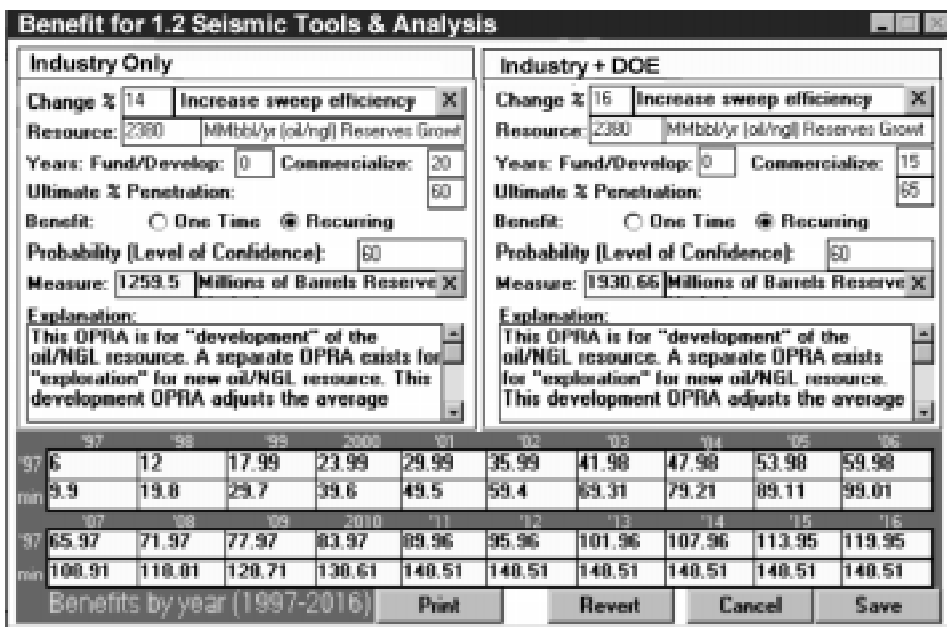 Benefit for 1.2 Seismic Tools & Analysis
Industry Only
Change % 14 Increase sweep efficiency X
Resource: 2380 MMbbl/yr (oil/ngl) Reserves Growt
Years: Fund/Develop: 0 Commercialize: 20
Ultimate % Penetration: 60
Benefit: One Time Recurring
Probability (Level of Confidence): 60
Measure: 1259.5 Millions of Barrels Reserve X
Explanation:
This OPRA is for "development" of the
oil/NGL resource. A separate OPRA exists for
"exploration" for new oil/NGL resource. This
development OPRA adjusts the average
Industry + DOE
Change % 16 Increase sweep efficiency X
Resource: 2380 MMbbl/yr (oil/ngl) Reserves Growt
Years: Fund/Develop: 0 Commercialize: 15
Ultimate % Penetration: 65
Benefit: One Time Recurring
Probability (Level of Confidence): 60
Measure: 1930.66 Millions of Barrels Reserve X
Explanation:
This OPRA is for "development" of the
oil/NGL resource. A separate OPRA exists
for "exploration" for new oil/NGL resource.
This development OPRA adjusts the average
'97 '98 '99 2000 '01 '02 '03 '04 '05 '06
'97 6 12 17.99 23.99 29.99 35.99 41.98 47.98 53.98 59.98
min 9.9 19.8 29.7 39.6 49.5 59.4 69.31 79.21 89.11 99.01
'07 '08 '09 2010 '11 '12 '13 '14 '15 '16
'97 65.97 71.97 77.97 83.97 89.96 95.96 101.96 107.96 113.95 119.95
min 108.91 118.81 128.71 138.61 148.51 148.51 148.51 148.51 148.51 148.51
Benefits by year (1997-2016) Print Revert Cancel Save